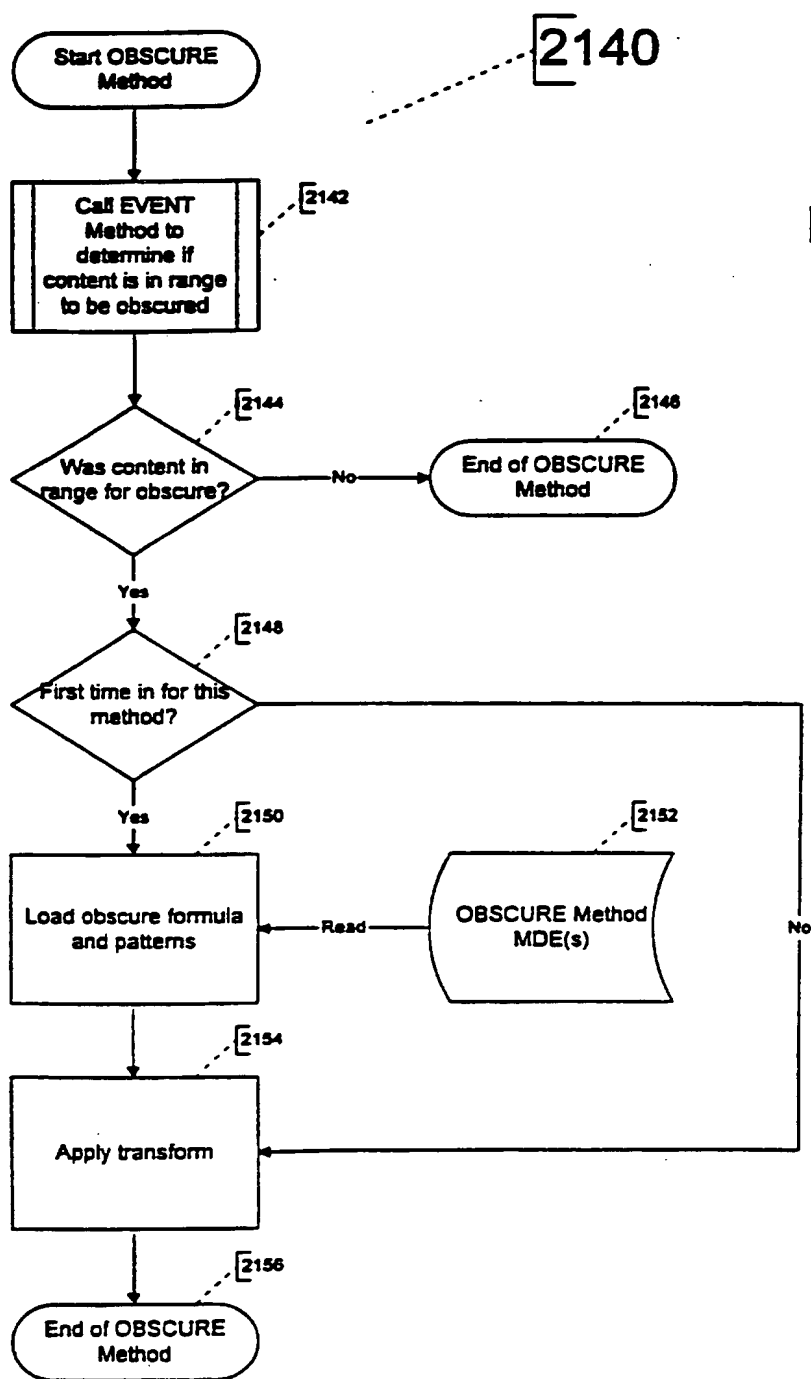 2140
Start OBSCURE
Method
2142
Call EVENT
Method to
determine if
content is in range
to be obscured
2144
Was content in
range for obscure?
No
2146
End of OBSCURE
Method
Yes
2148
First time in for this
method?
No
Yes
2150
Load obscure formula
and patterns
Read
2152
OBSCURE Method
MDE(s)
2154
Apply transform
2156
End of OBSCURE
Method